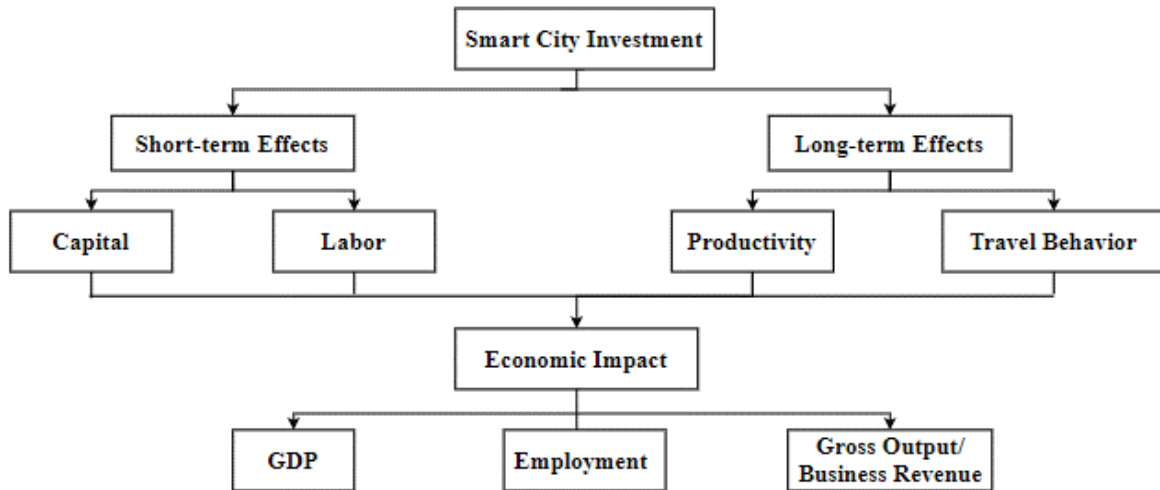 Smart City Investment
Short-term Effects
Long-term Effects
Capital
Labor
Productivity
Travel Behavior
Economic Impact
GDP
Employment
Gross Output/
Business Revenue